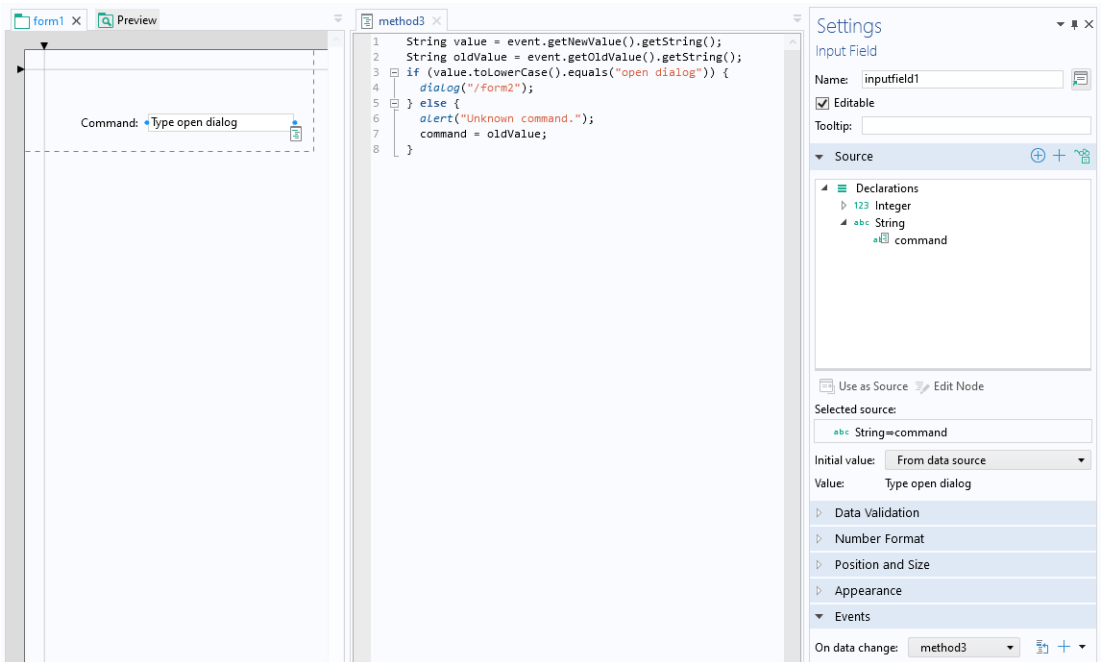 form1
Preview
Command:
Type open dialog
method3
1 String value = event.getNewValue().getString();
2 String oldValue = event.getOldValue().getString();
3 if (value.toLowerCase().equals("open dialog")) {
4 dialog("/form2");
5 } else {
6 alert("Unknown command.");
7 command = oldValue;
8 }
Settings
Input Field
Name: inputfield1
Editable
Tooltip:
Source
Declarations
123 Integer
abc String
command
Use as Source Edit Node
Selected source:
abc String⇒command
Initial value: From data source
Value: Type open dialog
Data Validation
Number Format
Position and Size
Appearance
Events
On data change: method3